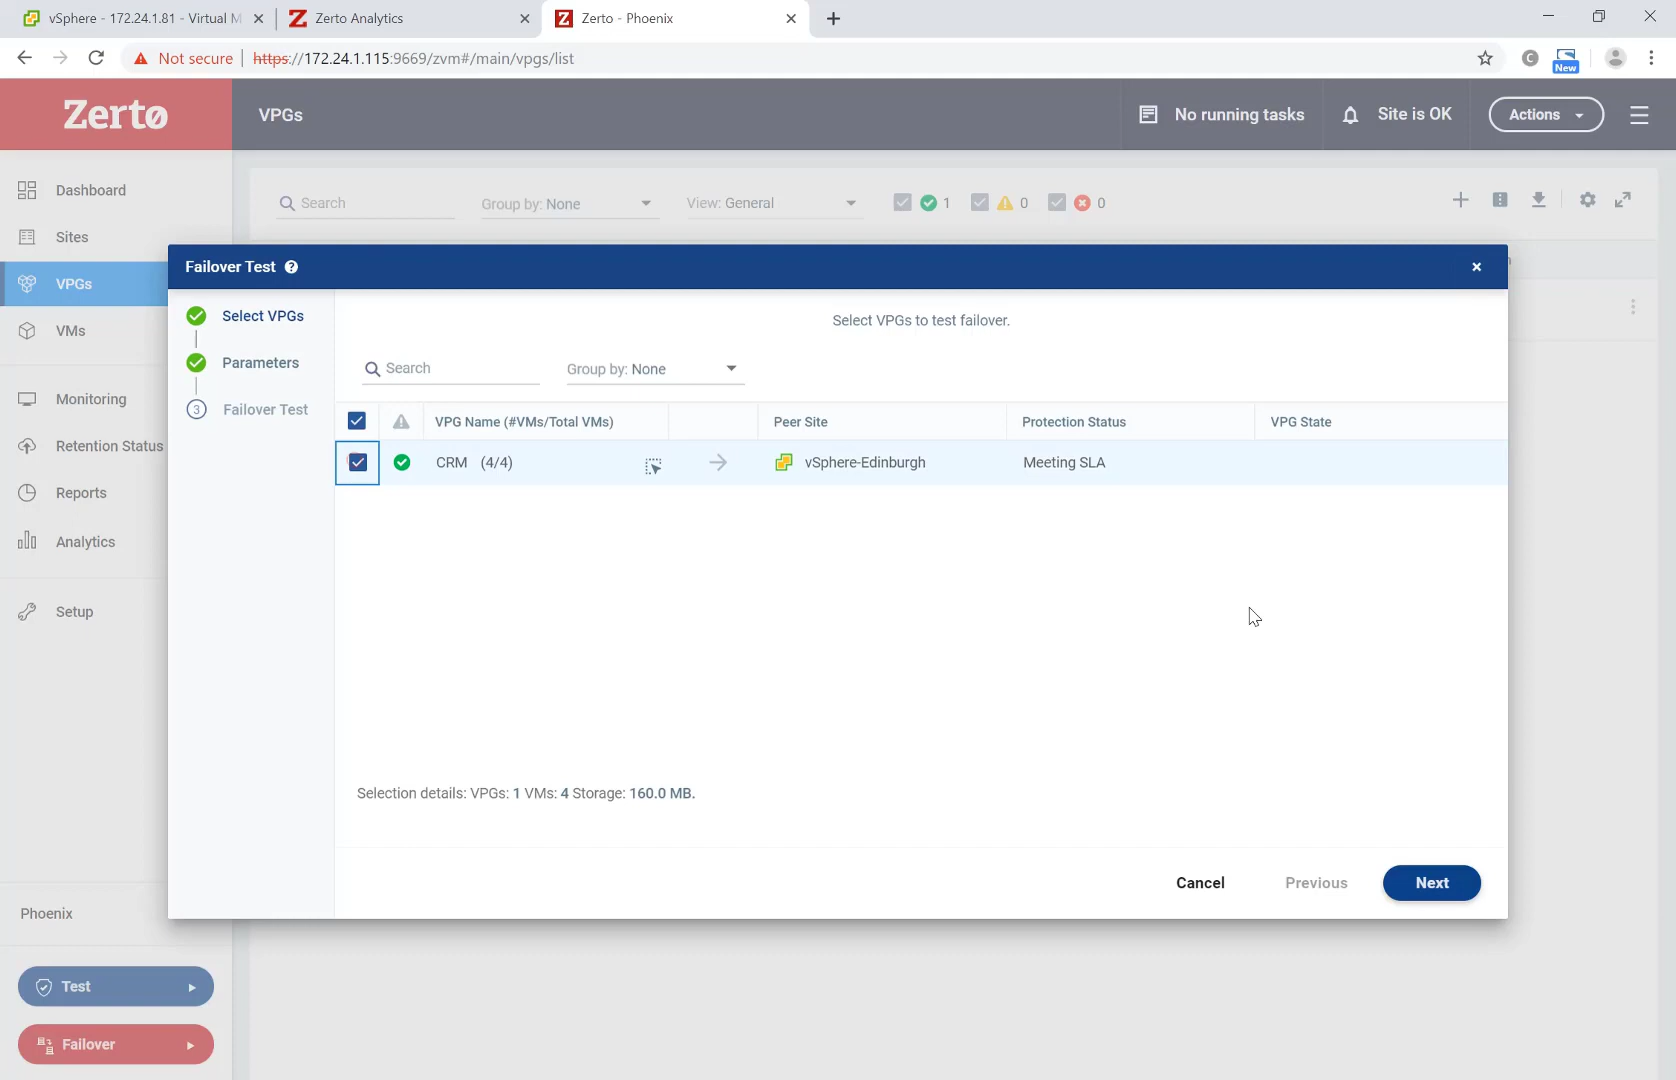 vSphere - 172.24.1.81 - Virtual M
Zerto Analytics
Zerto - Phoenix
Not secure
https://172.24.1.115:9669/zvm#/main/vpgs/list
C
New
Zertø
VPGs
No running tasks
Site is OK
Actions
Dashboard
Sites
VPGs
VMs
Monitoring
Retention Status
Reports
Analytics
Setup
Phoenix
Test
Failover
Search
Group by: None
View: General
1
0
0
Failover Test ?
Select VPGs
Parameters
3 Failover Test
Select VPGs to test failover.
Search
Group by: None
VPG Name (#VMs/Total VMs)
Peer Site
Protection Status
VPG State
CRM (4/4)
vSphere-Edinburgh
Meeting SLA
Selection details: VPGs: 1 VMs: 4 Storage: 160.0 MB.
Cancel
Previous
Next